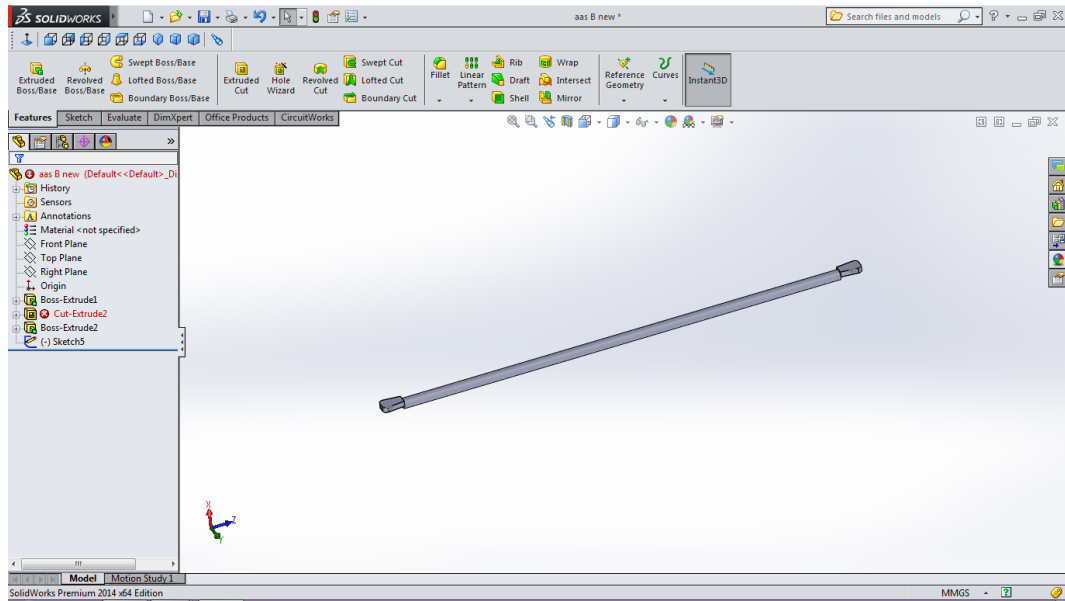 SOLIDWORKS
aas B new *
Search files and models
Extruded Boss/Base
Revolved Boss/Base
Swept Boss/Base
Lofted Boss/Base
Boundary Boss/Base
Extruded Cut
Hole Wizard
Revolved Cut
Swept Cut
Lofted Cut
Boundary Cut
Fillet
Linear Pattern
Rib
Draft
Shell
Wrap
Intersect
Mirror
Reference Geometry
Curves
Instant3D
Features Sketch Evaluate DimXpert Office Products CircuitWorks
aas B new (Default<<Default>_Di
History
Sensors
A Annotations
Material <not specified>
Front Plane
Top Plane
Right Plane
Origin
Boss-Extrude1
Cut-Extrude2
Boss-Extrude2
(-) Sketch5
X
Z
Y
Model Motion Study 1
SolidWorks Premium 2014 x64 Edition
MMGS